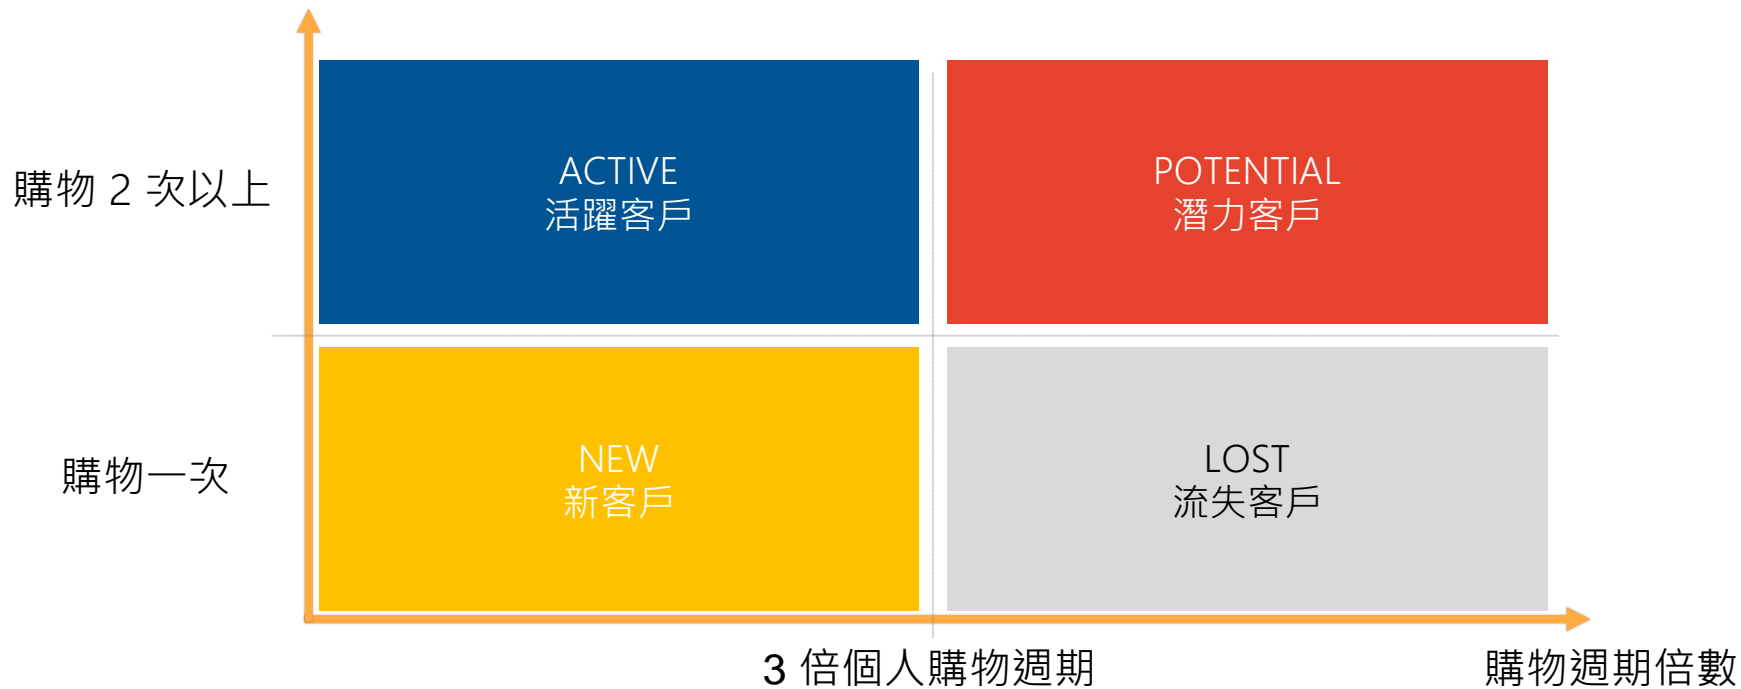 購物 2 次以上
ACTIVE
活躍客戶
POTENTIAL
潛力客戶
購物一次
NEW
新客戶
LOST
流失客戶
3 倍個人購物週期
購物週期倍數